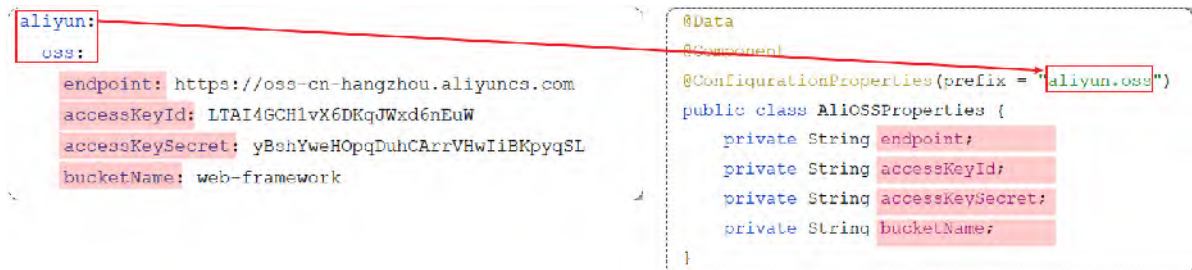 aliyun:
oss:
endpoint: https://oss-cn-hangzhou.aliyuncs.com
accessKeyId: LTAI4GCH1vX6DKqJWxd6nEuW
accessKeySecret: yBshYweHOpqDuhCArrVHwIiBKpyqSL
bucketName: web-framework
@Data
@Component
@ConfigurationProperties(prefix = "aliyun.oss")
public class AliOSSProperties {
private String endpoint;
private String accessKeyId;
private String accessKeySecret;
private String bucketName;
}